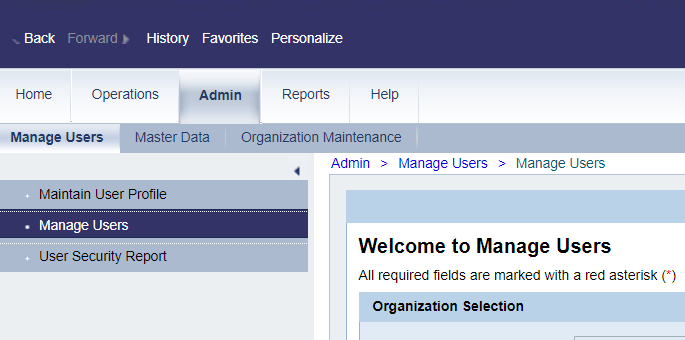 Back Forward History Favorites Personalize
Home Operations Admin Reports Help
Manage Users Master Data Organization Maintenance
Admin > Manage Users > Manage Users
Maintain User Profile
Manage Users
User Security Report
Welcome to Manage Users
All required fields are marked with a red asterisk (*)
Organization Selection